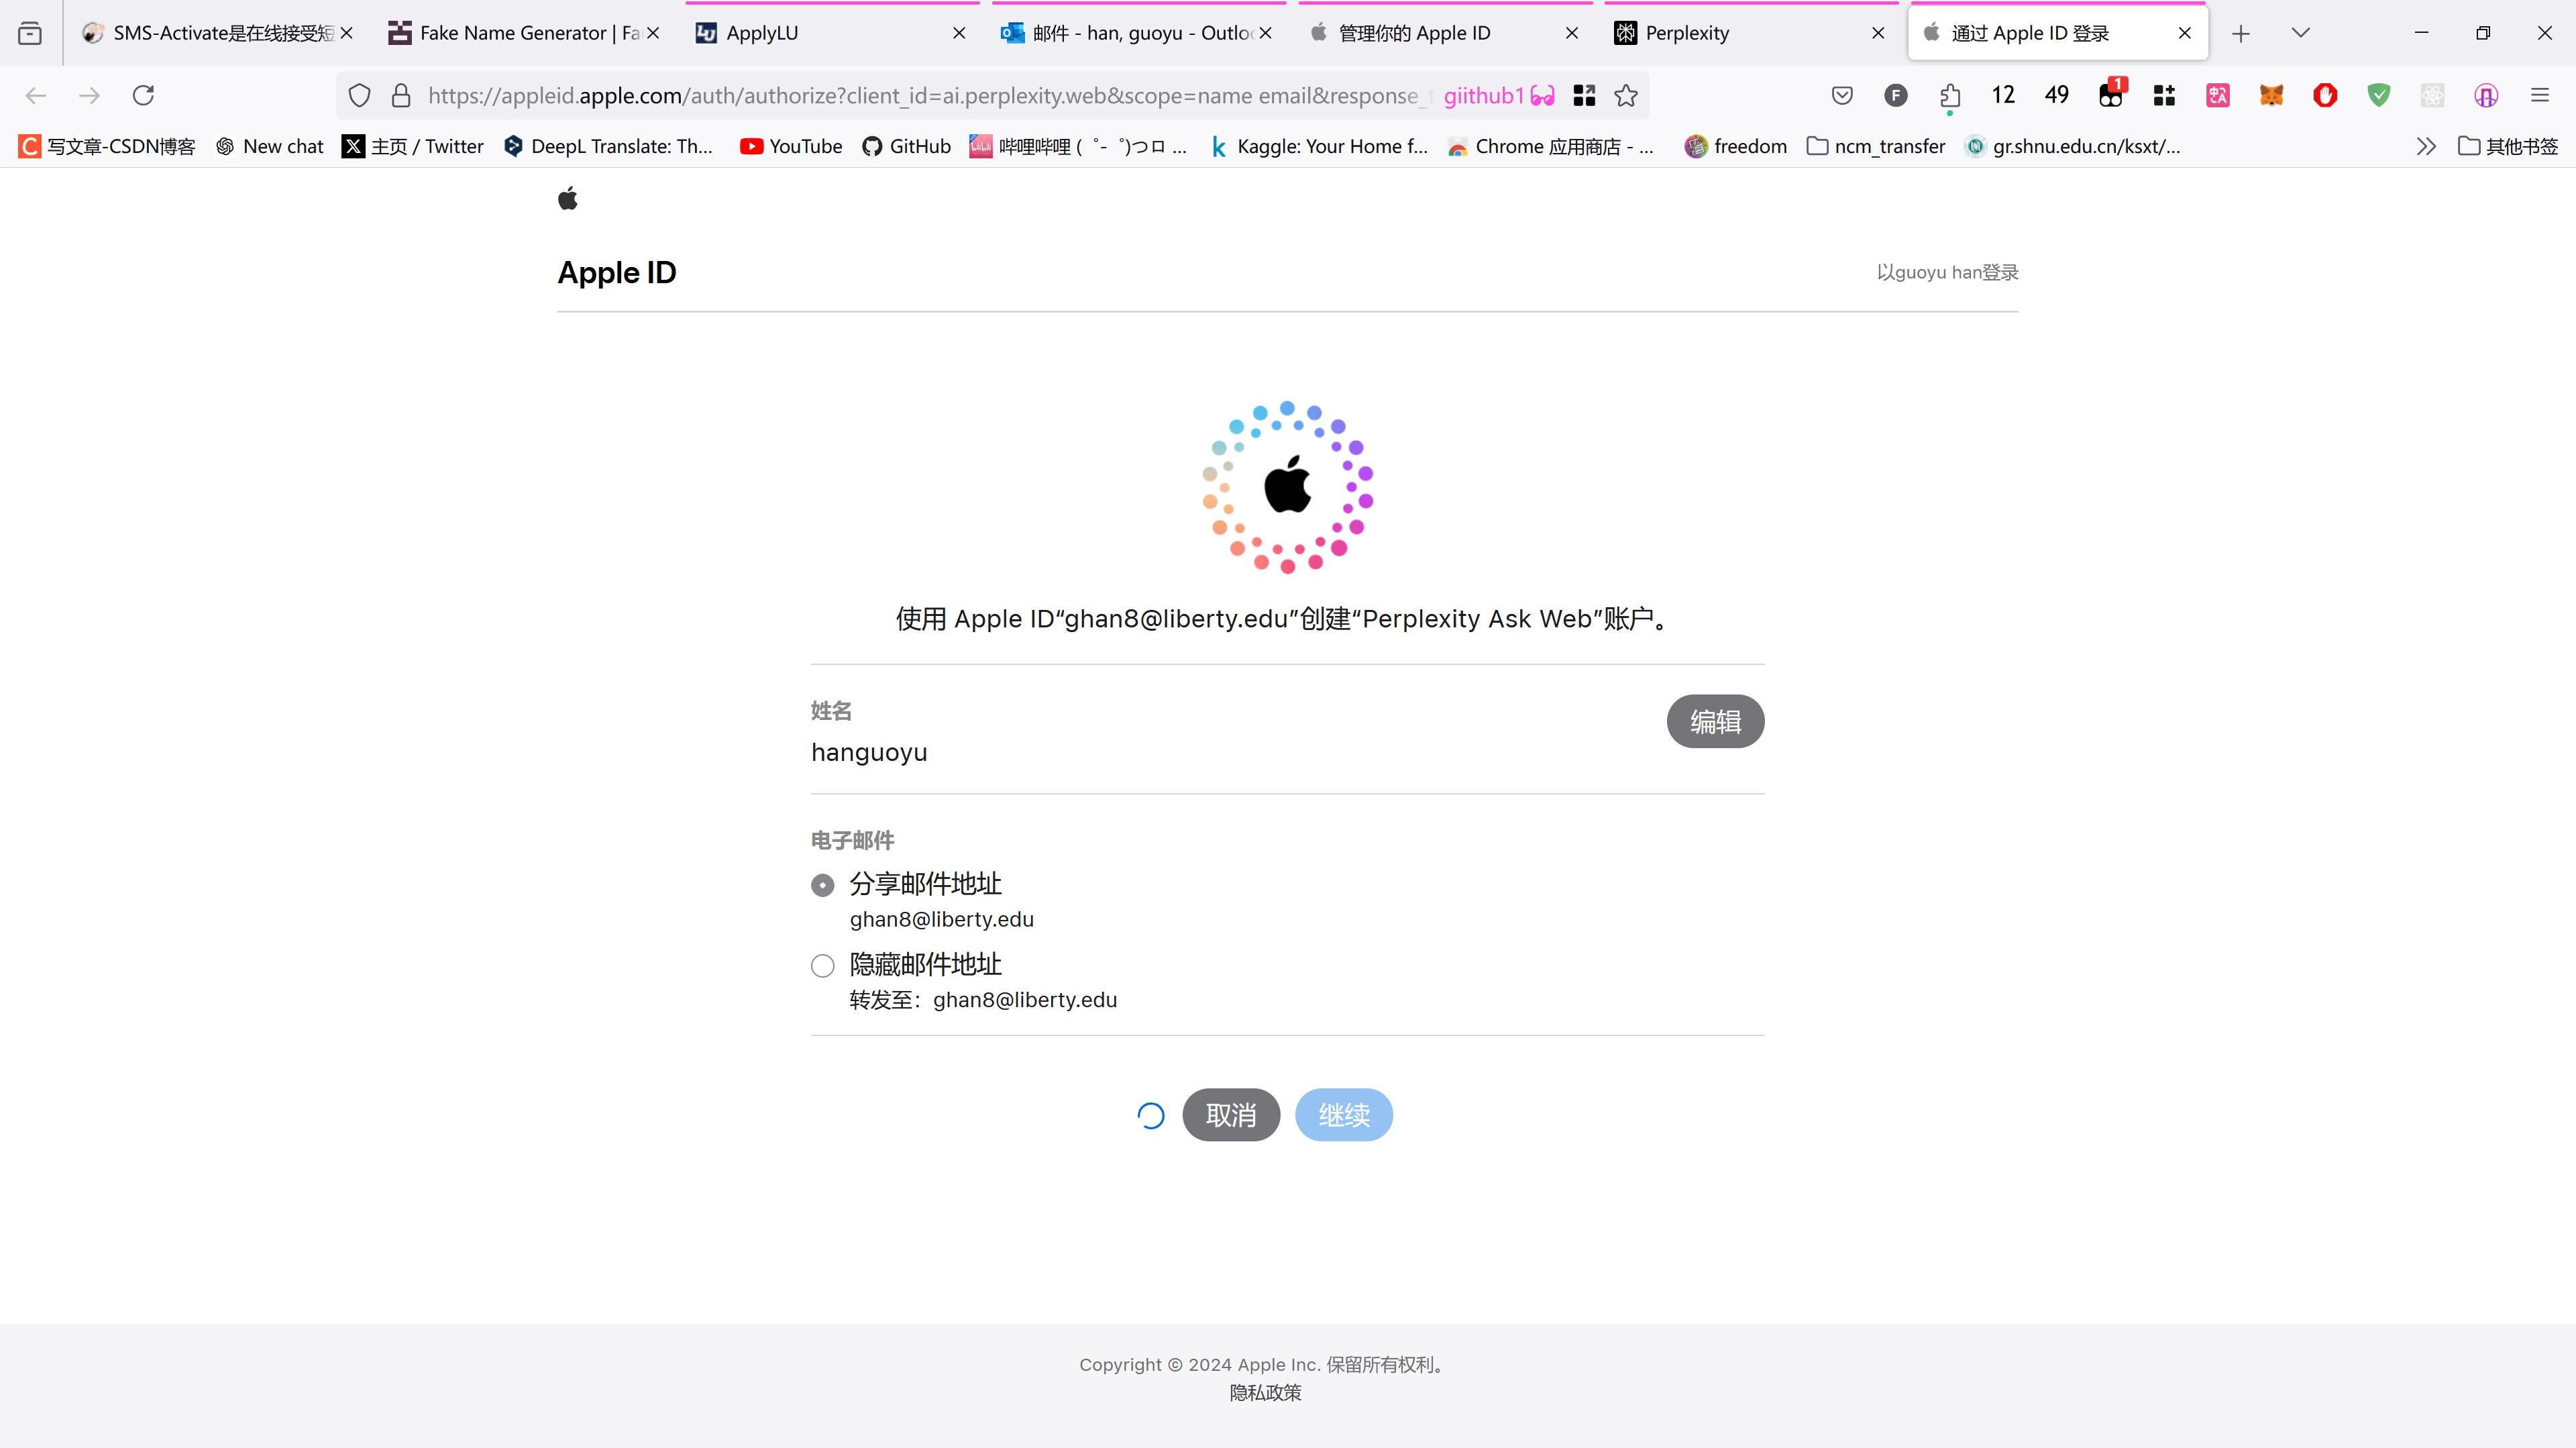 SMS-Activate是在线接受短
Fake Name Generator | Fa
ApplyLU
邮件 - han, guoyu - Outlo
管理你的 Apple ID
Perplexity
通过 Apple ID 登录
https://appleid.apple.com/auth/authorize?client_id=ai.perplexity.web&scope=name email&response_
giithub1
F
12
49
1
写文章-CSDN博客
New chat
主页 / Twitter
DeepL Translate: Th...
YouTube
GitHub
哔哩哔哩 ( ゜- ゜)つロ ...
Kaggle: Your Home f...
Chrome 应用商店 - ...
freedom
ncm_transfer
gr.shnu.edu.cn/ksxt/...
其他书签
Apple ID
以guoyu han登录
使用 Apple ID“ghan8@liberty.edu”创建“Perplexity Ask Web”账户。
姓名
编辑
hanguoyu
电子邮件
分享邮件地址
ghan8@liberty.edu
隐藏邮件地址
转发至：ghan8@liberty.edu
取消
继续
Copyright © 2024 Apple Inc. 保留所有权利。
隐私政策